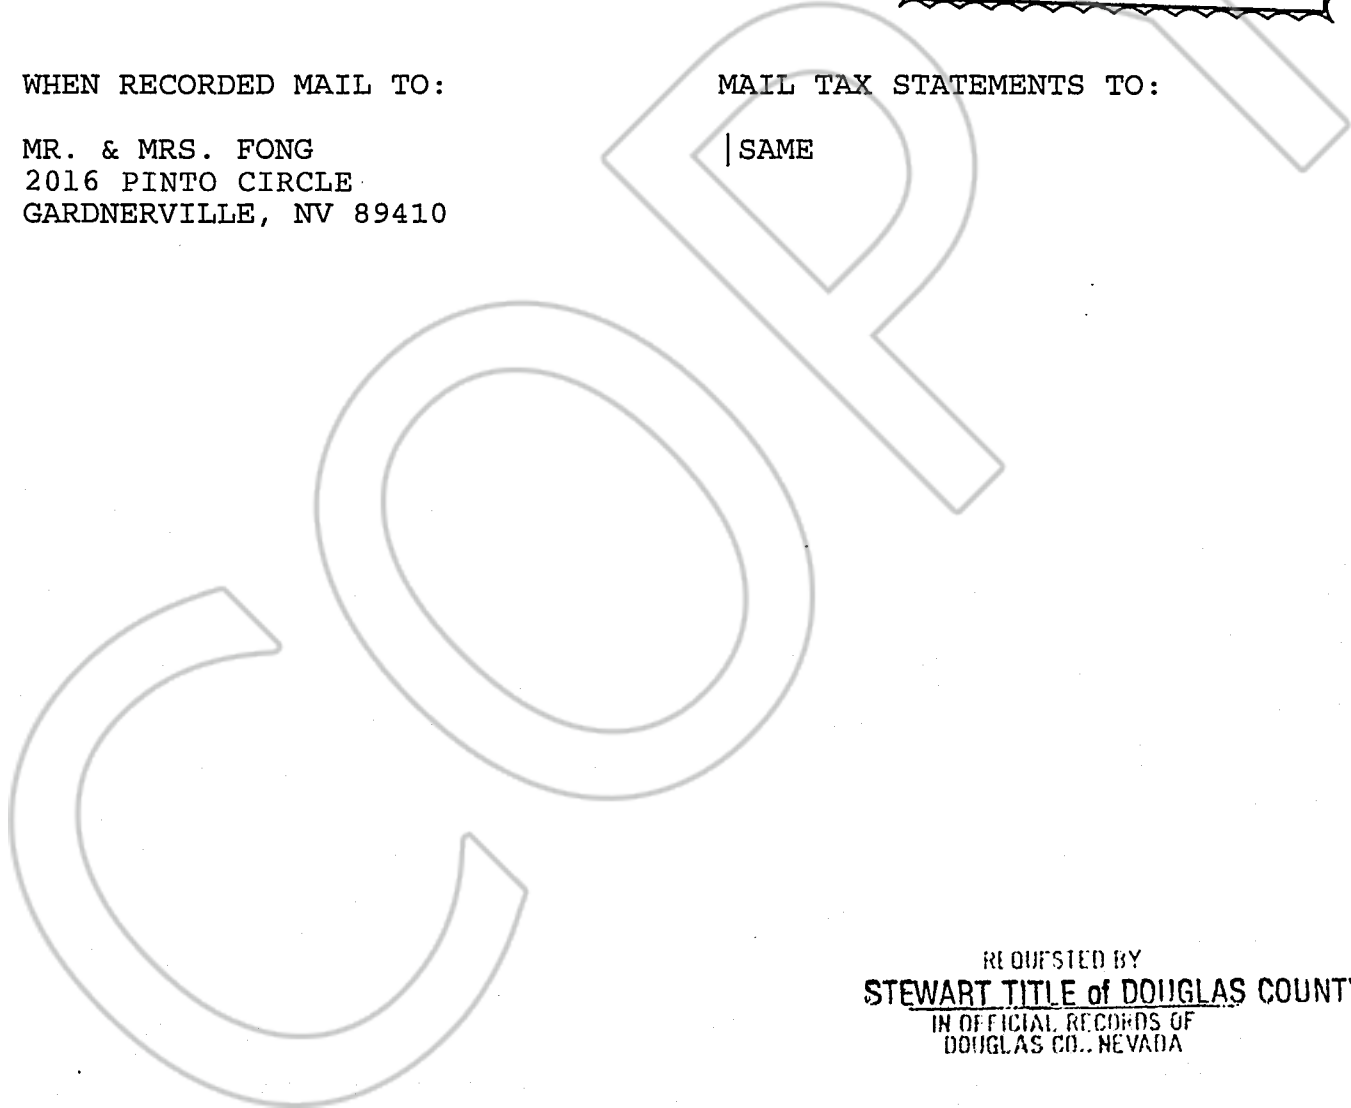 WHEN RECORDED MAIL TO:
MR. & MRS. FONG
2016 PINTO CIRCLE
GARDNERVILLE, NV 89410
MAIL TAX STATEMENTS TO:
SAME
COPY
REQUESTED BY
STEWART TITLE of DOUGLAS COUNTY
IN OFFICIAL RECORDS OF
DOUGLAS CO., NEVADA